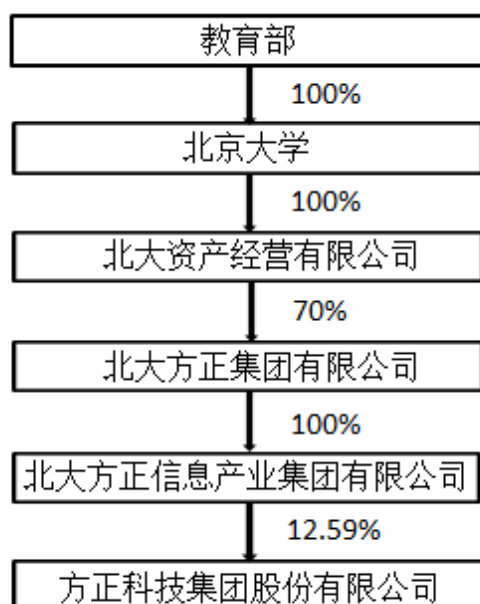 教育部
100%
北京大学
100%
北大资产经营有限公司
70%
北大方正集团有限公司
100%
北大方正信息产业集团有限公司
12.59%
方正科技集团股份有限公司